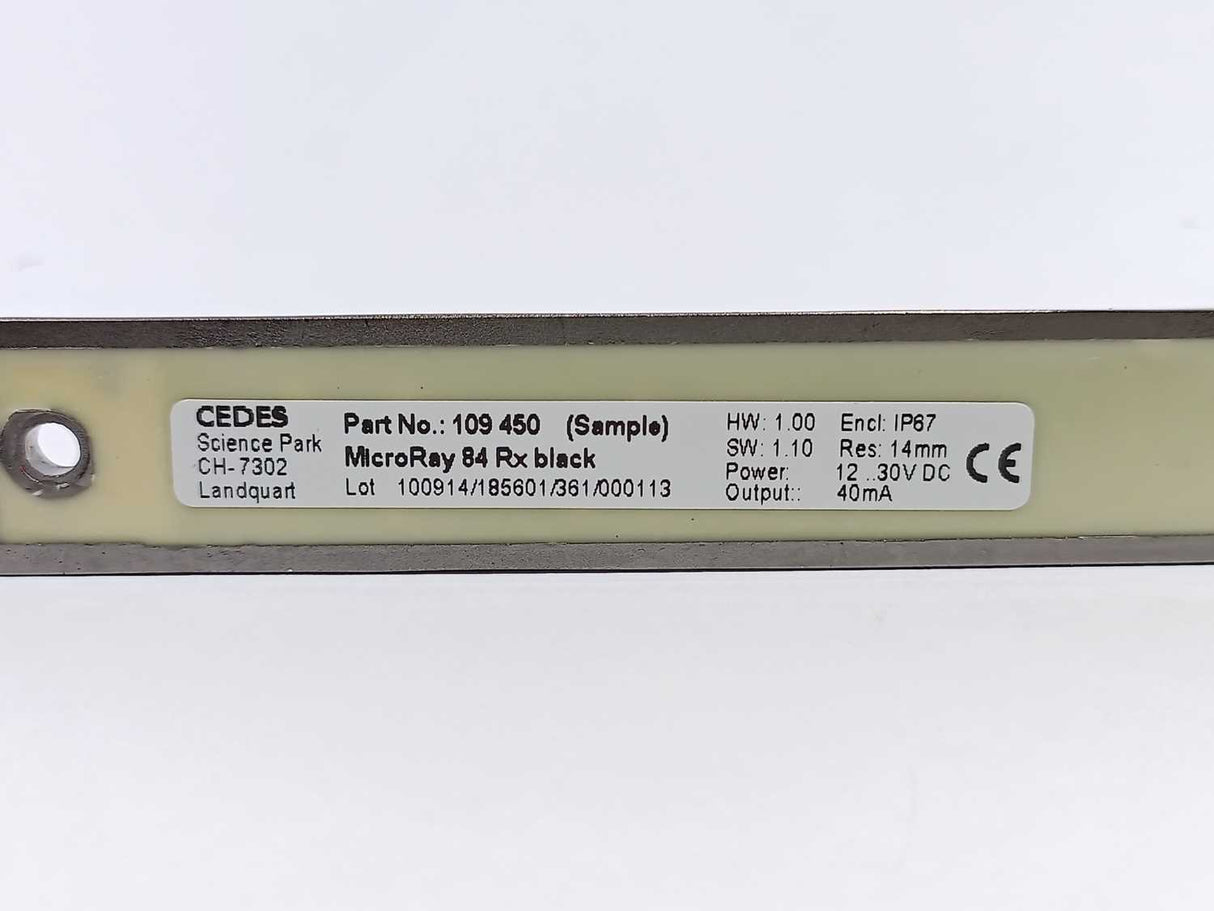 CEDES
Science Park
CH-7302
Landquart
Part No.: 109 450 (Sample)
MicroRay 84 Rx black
Lot 100914/185601/361/000113
HW: 1.00 Encl: IP67
SW: 1.10 Res: 14mm
Power: 12 ..30V DC
Output:: 40mA
CE